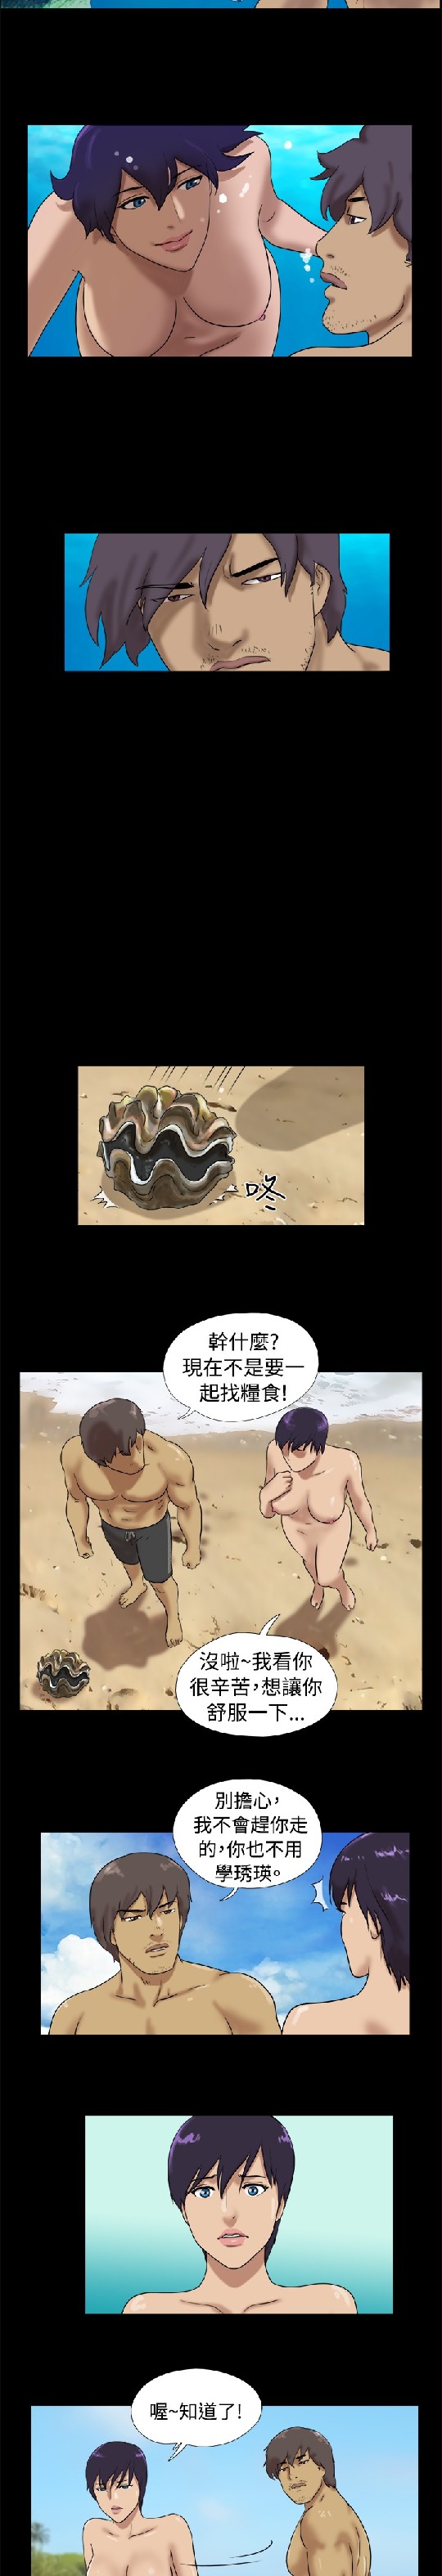 咚
幹什麼?
現在不是要一
起找糧食!
沒啦~我看你
很辛苦,想讓你
舒服一下...
別擔心,
我不會趕你走
的,你也不用
學琇瑛。
喔~知道了!